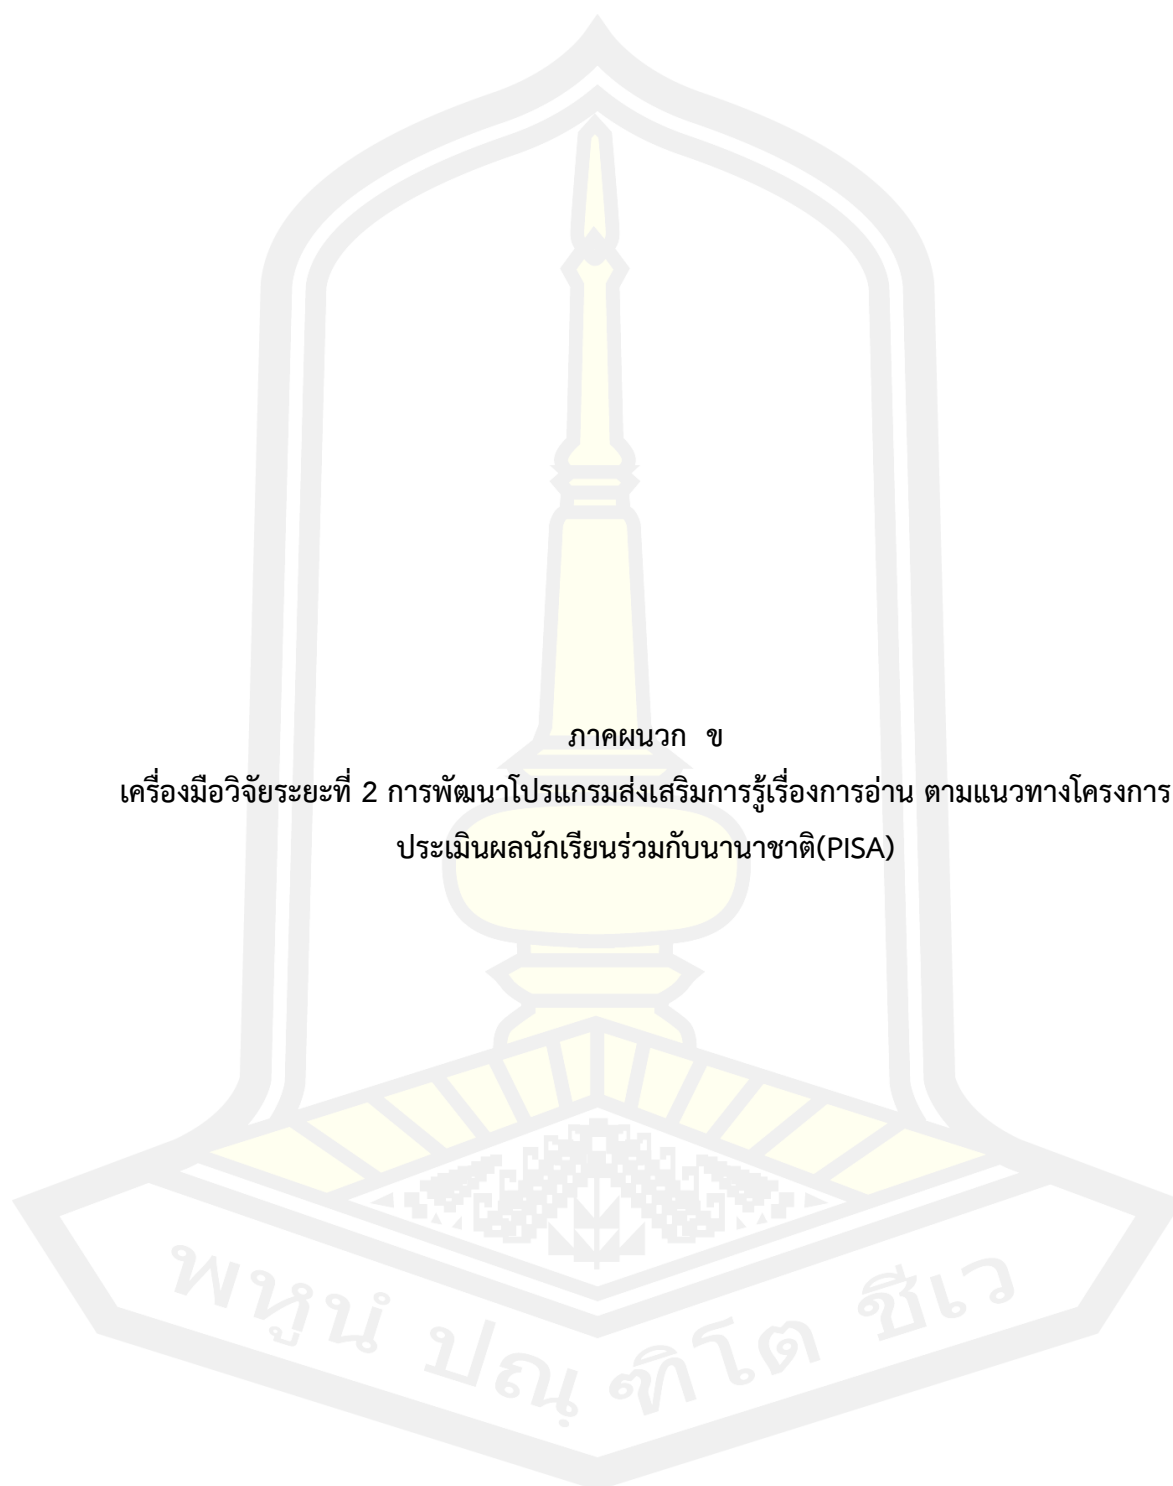 ภาคผนวก ข
เครื่องมือวิจัยระยะที่ 2 การพัฒนาโปรแกรมส่งเสริมการรู้เรื่องการอ่าน ตามแนวทางโครงการ
ประเมินผลนักเรียนร่วมกับนานาชาติ(PISA)
พหูนํ ปณฺฑิโต ชีเว